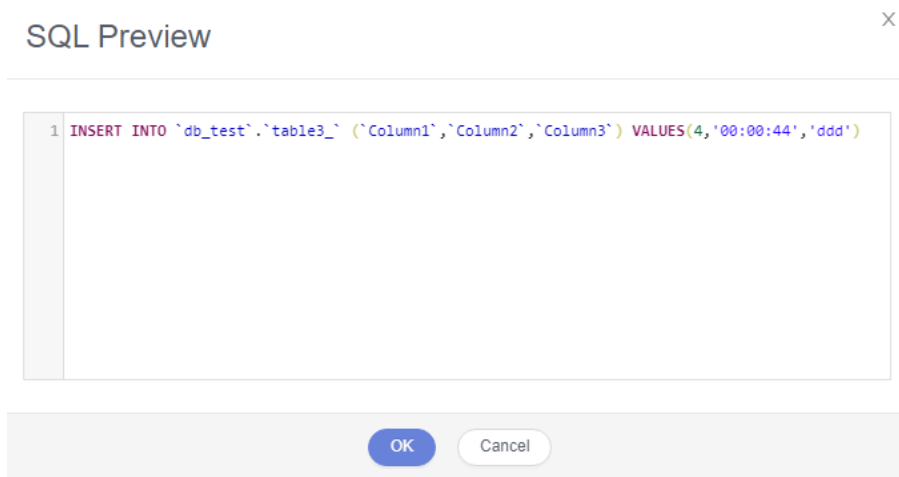 SQL Preview
X
1 INSERT INTO `db_test`.`table3_` (`Column1`,`Column2`,`Column3`) VALUES(4,'00:00:44','ddd')
OK
Cancel